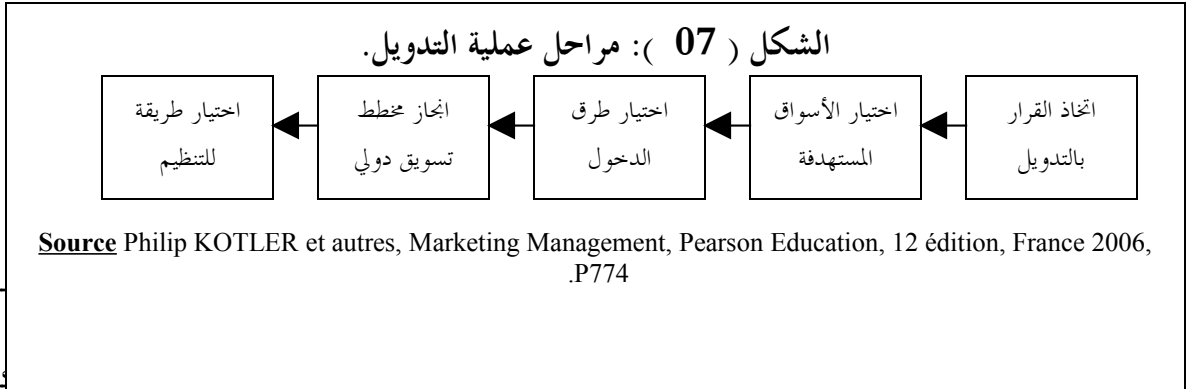 الشكل ( 07 ): مراحل عملية التدويل.
اتخاذ القرار
بالتدويل
اختيار الأسواق
المستهدفة
اختيار طرق
الدخول
انجاز مخطط
تسويق دولي
اختيار طريقة
للتنظيم
Source Philip KOTLER et autres, Marketing Management, Pearson Education, 12 édition, France 2006,
.P774